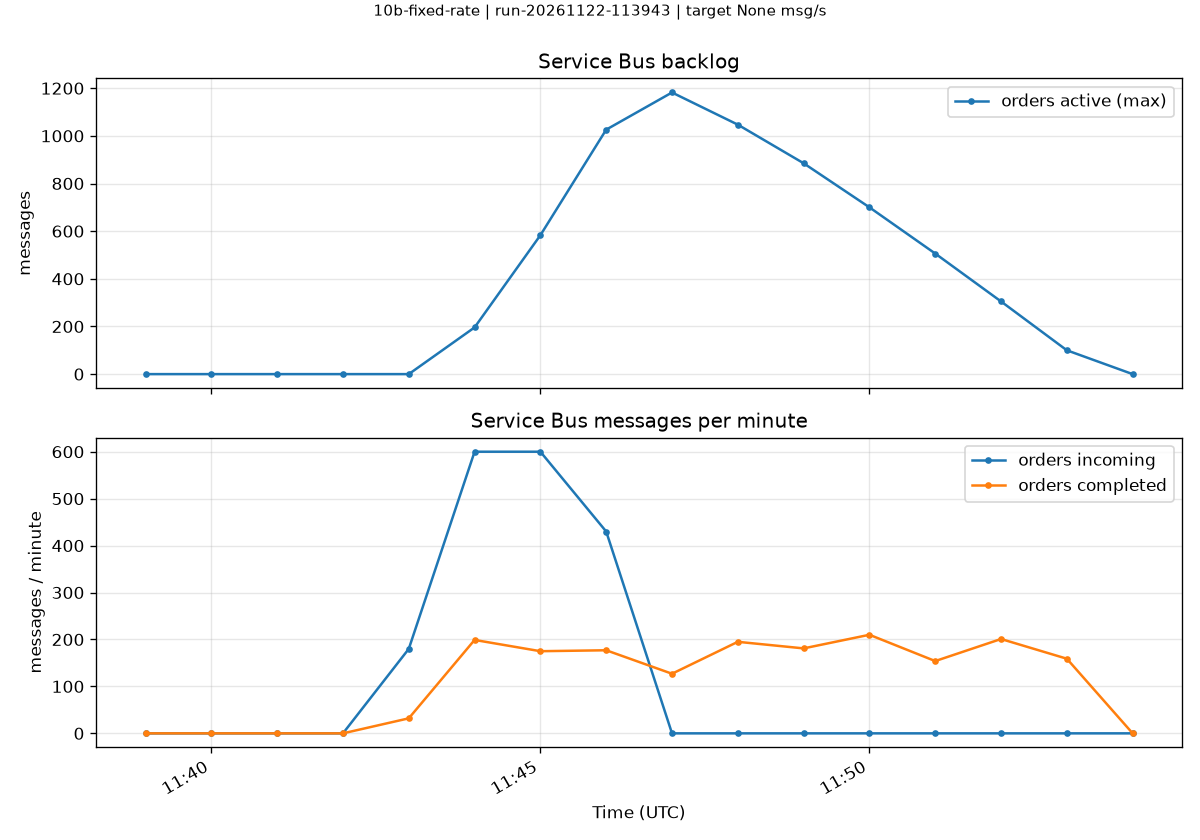 10b-fixed-rate | run-20261122-113943 | target None msg/s
Service Bus backlog
1200
1000
800
600
400
200
0
messages
orders active (max)
Service Bus messages per minute
600
500
400
300
200
100
0
messages / minute
orders incoming
orders completed
11:40
11:45
11:50
Time (UTC)